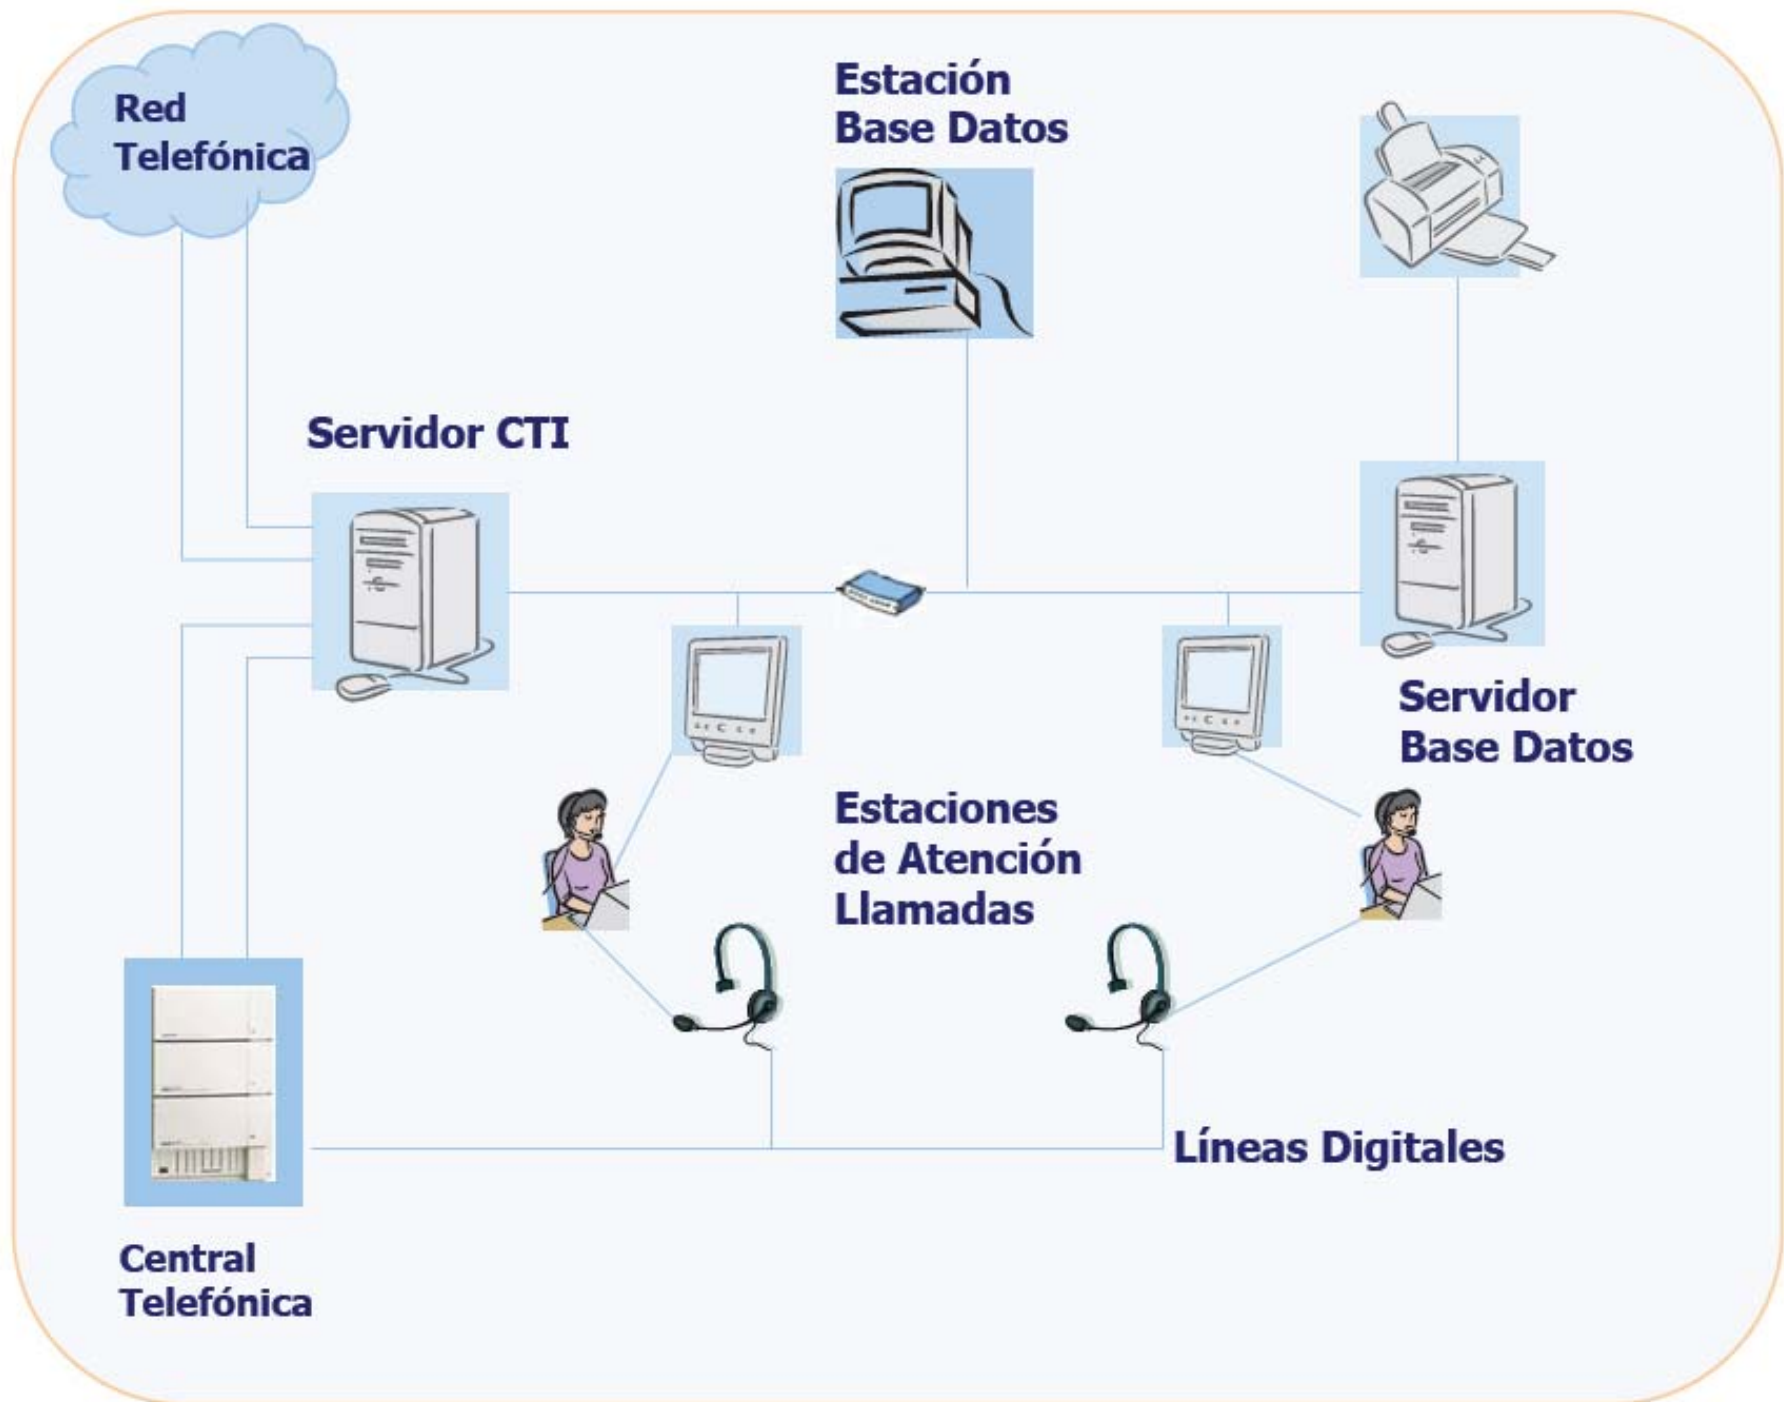 Red
Telefónica
Estación
Base Datos
Servidor CTI
Servidor
Base Datos
Estaciones
de Atención
Llamadas
Líneas Digitales
Central
Telefónica